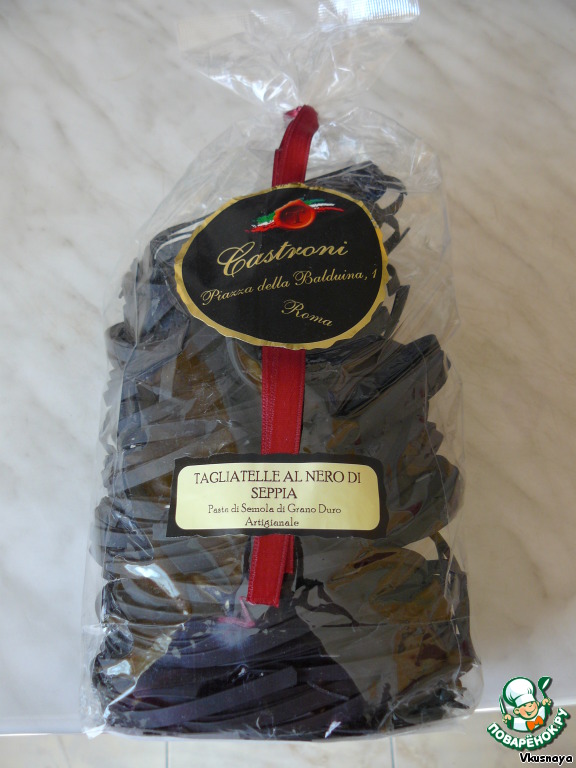 Castroni
Piazza della Balduina, 1
Roma
TAGLIATELLE AL NERO DI
SEPPIA
Pasta di Semola di Grano Duro
Artigianale
ПОВАРЁНОК.РУ
Vkusnaya